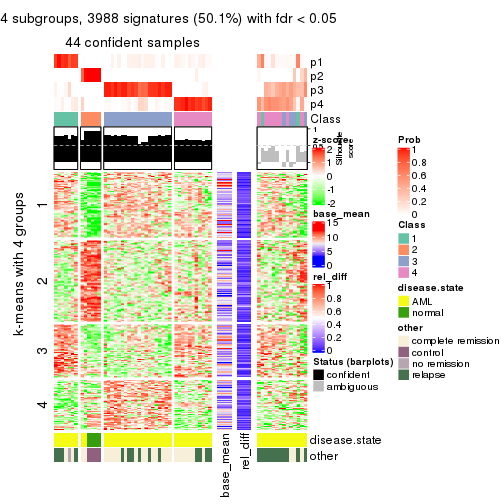 4 subgroups, 3988 signatures (50.1%) with fdr < 0.05
44 confident samples
p1
p2
p3
p4
Class
1
0.5
0
Silhouette
score
k-means with 4 groups
1
2
3
4
disease.state
other
base_mean
rel_diff
z-score
2
1
0
-1
-2
base_mean
15
10
5
0
rel_diff
1
0.8
0.6
0.4
0.2
0
Status (barplots)
confident
ambiguous
Prob
1
0.8
0.6
0.4
0.2
0
Class
1
2
3
4
disease.state
AML
normal
other
complete remission
control
no remission
relapse